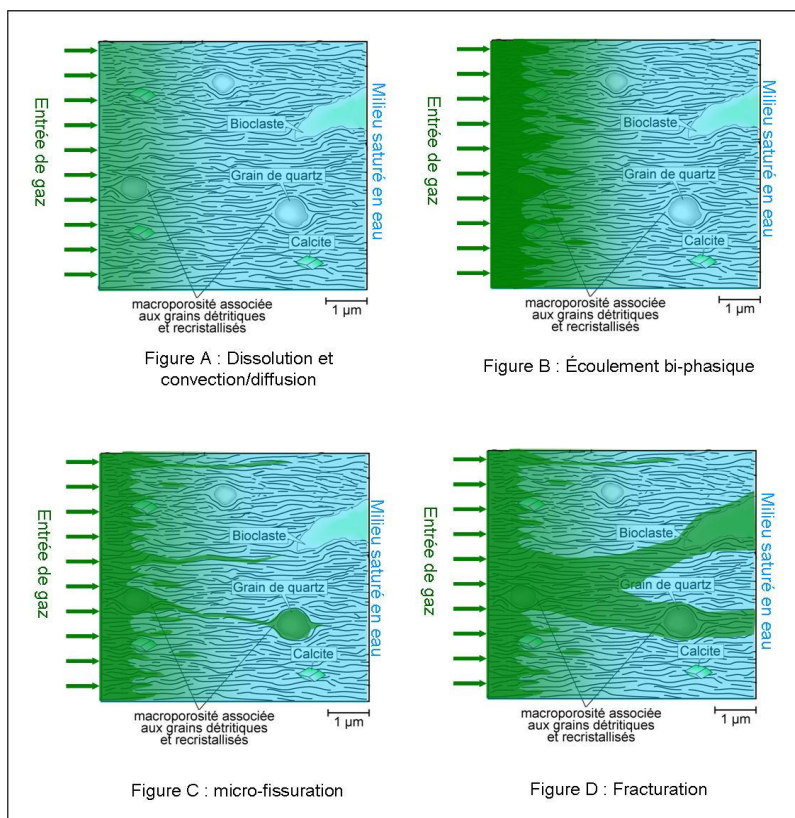 Entrée de gaz
Milieu saturé en eau
Bioclaste
Grain de quartz
Calcite
macroporosité associée
aux grains détritiques
et recristallisés
1 µm
Figure A : Dissolution et
convection/diffusion
Entrée de gaz
Milieu saturé en eau
Bioclaste
Grain de quartz
Calcite
macroporosité associée
aux grains détritiques
et recristallisés
1 µm
Figure B : Écoulement bi-phasique
Entrée de gaz
Milieu saturé en eau
Bioclaste
Grain de quartz
Calcite
macroporosité associée
aux grains détritiques
et recristallisés
1 µm
Figure C : micro-fissuration
Entrée de gaz
Milieu saturé en eau
Bioclaste
Grain de quartz
Calcite
macroporosité associée
aux grains détritiques
et recristallisés
1 µm
Figure D : Fracturation